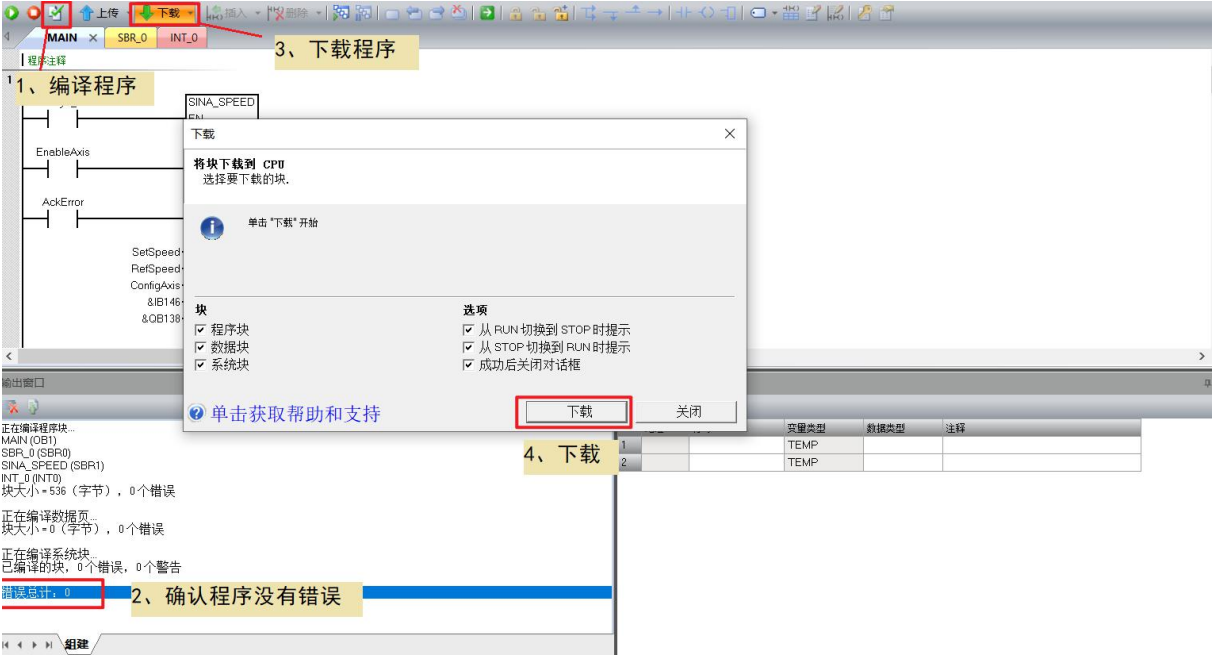 上传 下载 插入 删除
MAIN × SBR_0 INT_0
3、下载程序
程序注释
1
1、编译程序
SINA_SPEED
EN
EnableAxis
AckError
SetSpeed
RefSpeed
ConfigAxis
&IB146
&QB138
下载
将块下载到 CPU
选择要下载的块.
单击"下载"开始
块 选项
程序块 从 RUN 切换到 STOP 时提示
数据块 从 STOP 切换到 RUN 时提示
系统块 成功后关闭对话框
单击获取帮助和支持 下载 关闭
4、下载
输出窗口
正在编译程序块...
MAIN (OB1)
SBR_0 (SBR0)
SINA_SPEED (SBR1)
INT_0 (INT0)
块大小 = 536（字节），0个错误
正在编译数据页...
块大小 = 0（字节），0个错误
正在编译系统块...
已编译的块，0个错误，0个警告
错误总计：0
2、确认程序没有错误
组建
变量类型 数据类型 注释
1 TEMP
2 TEMP